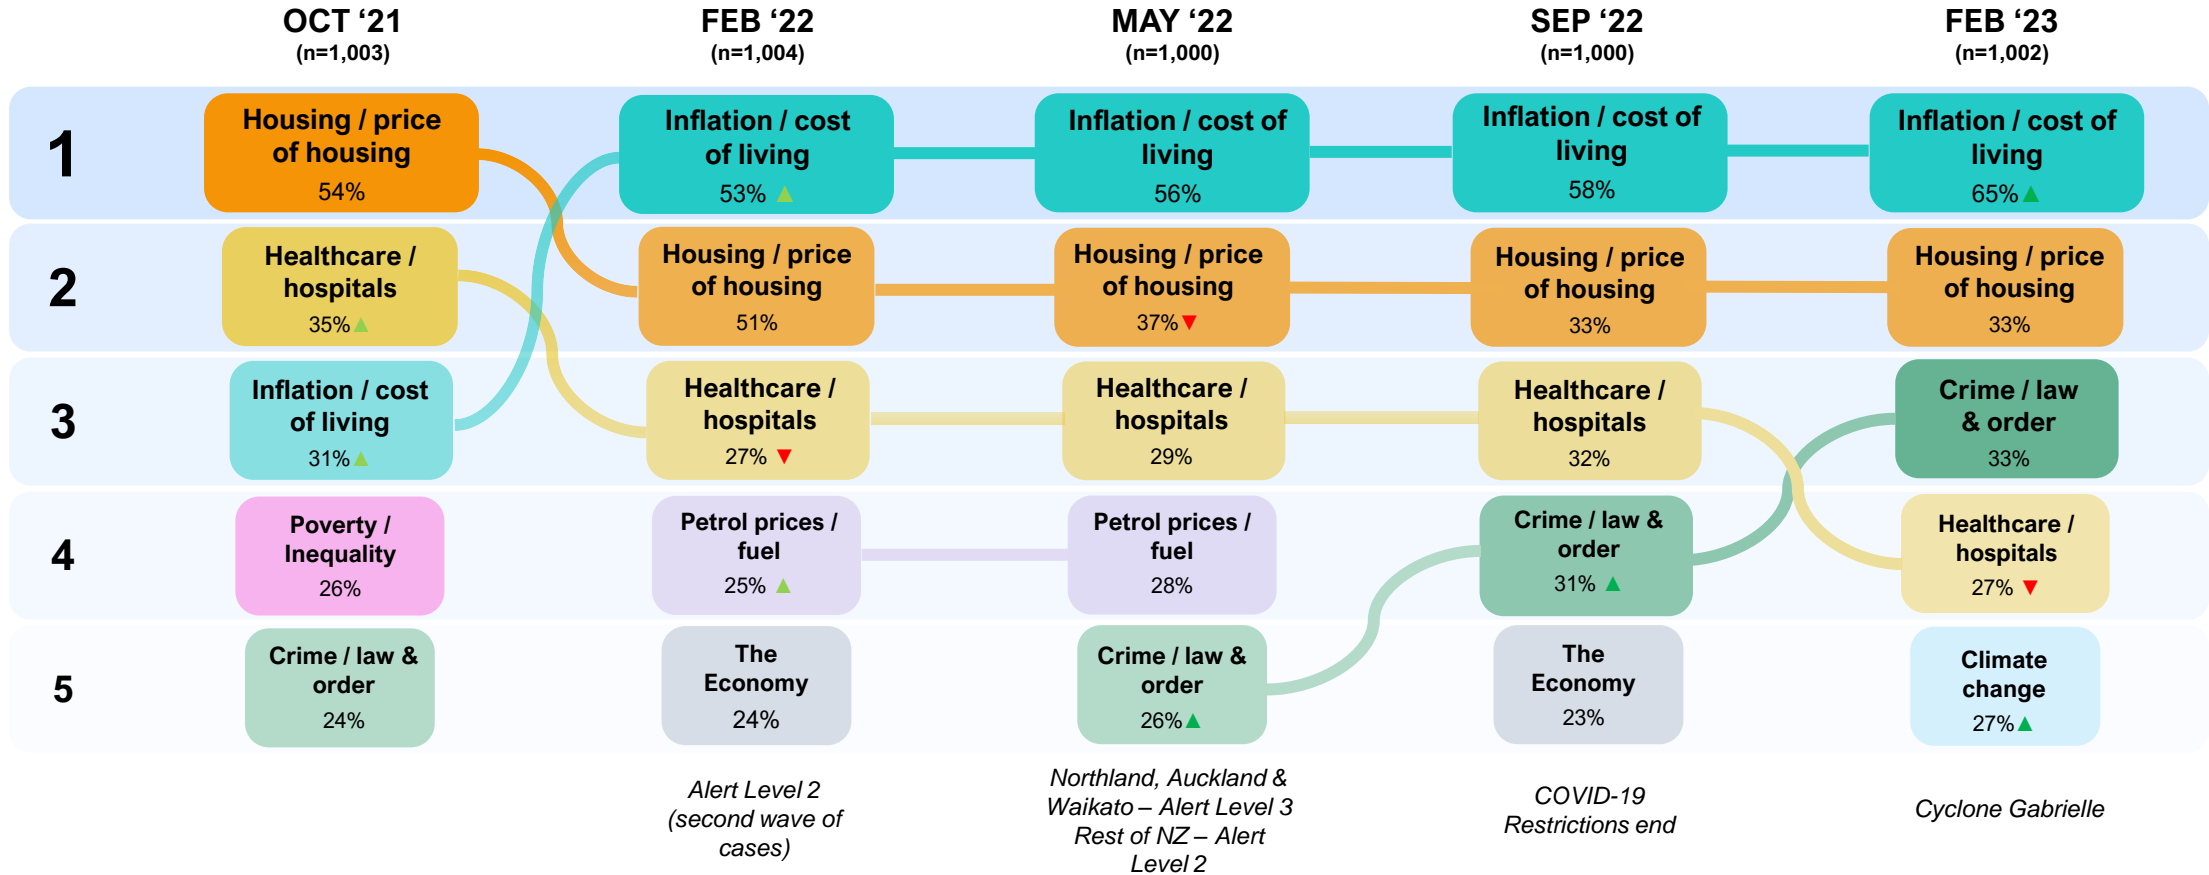 OCT ‘21
(n=1,003)
FEB ‘22
(n=1,004)
MAY ‘22
(n=1,000)
SEP ‘22
(n=1,000)
FEB ‘23
(n=1,002)
1
Housing / price
of housing
54%
Inflation / cost
of living
53%
Inflation / cost of
living
56%
Inflation / cost of
living
58%
Inflation / cost of
living
65%
2
Healthcare /
hospitals
35%
Housing / price
of housing
51%
Housing / price
of housing
37%
Housing / price
of housing
33%
Housing / price
of housing
33%
3
Inflation / cost
of living
31%
Healthcare /
hospitals
27%
Healthcare /
hospitals
29%
Healthcare /
hospitals
32%
Crime / law
& order
33%
4
Poverty /
Inequality
26%
Petrol prices /
fuel
25%
Petrol prices /
fuel
28%
Crime / law &
order
31%
Healthcare /
hospitals
27%
5
Crime / law &
order
24%
The
Economy
24%
Crime / law &
order
26%
The
Economy
23%
Climate
change
27%
Alert Level 2
(second wave of
cases)
Northland, Auckland &
Waikato – Alert Level 3
Rest of NZ – Alert
Level 2
COVID-19
Restrictions end
Cyclone Gabrielle